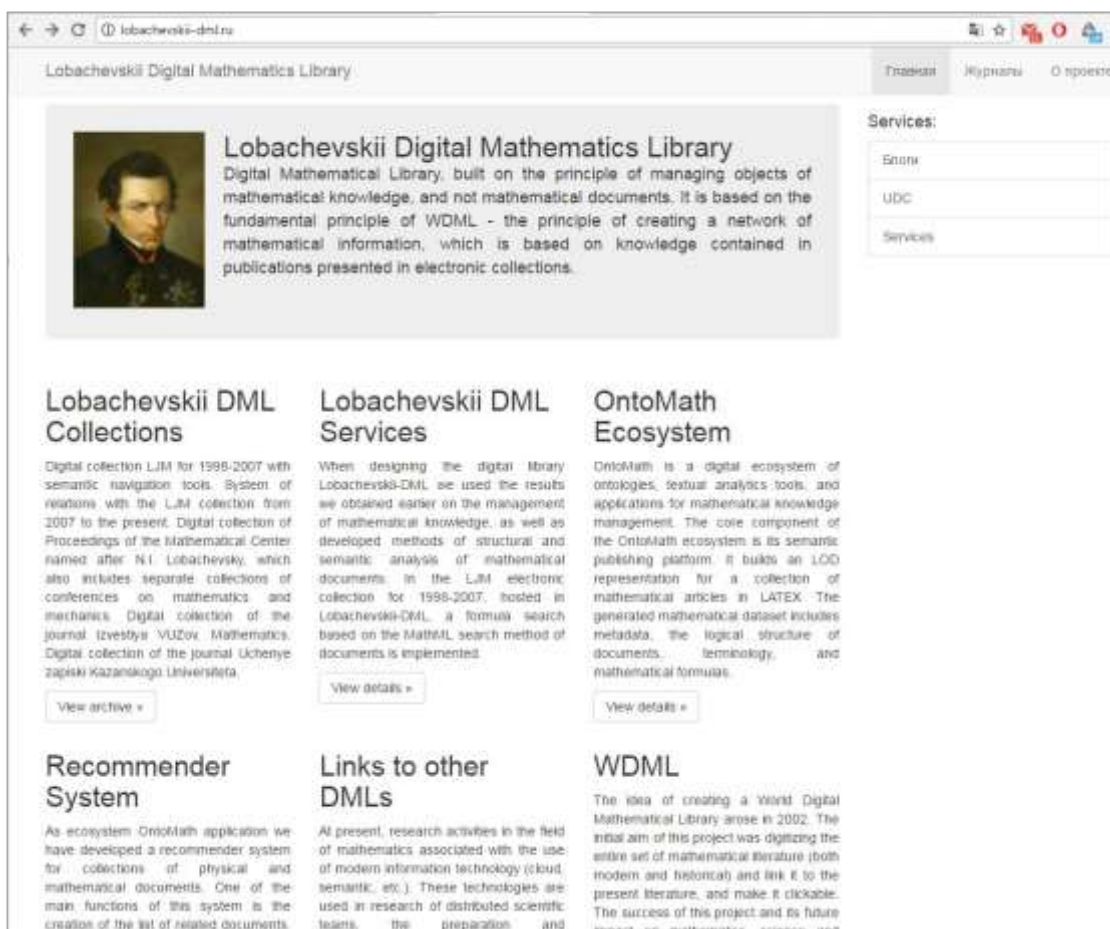 lobachevskii-dml.ru
Lobachevskii Digital Mathematics Library
Главная Журналы О проекте
Lobachevskii Digital Mathematics Library
Digital Mathematical Library, built on the principle of managing objects of
mathematical knowledge, and not mathematical documents. It is based on the
fundamental principle of WDML - the principle of creating a network of
mathematical information, which is based on knowledge contained in
publications presented in electronic collections.
Services:
Блоги
UDC
Services
Lobachevskii DML
Collections
Digital collection LJM for 1998-2007 with
semantic navigation tools. System of
relations with the LJM collection from
2007 to the present. Digital collection of
Proceedings of the Mathematical Center
named after N.I. Lobachevsky, which
also includes separate collections of
conferences on mathematics and
mechanics. Digital collection of the
journal Izvestiya VUZov. Mathematics.
Digital collection of the journal Uchenye
zapiski Kazanskogo Universiteta.
View archive »
Lobachevskii DML
Services
When designing the digital library
Lobachevskii-DML, we used the results
we obtained earlier on the management
of mathematical knowledge, as well as
developed methods of structural and
semantic analysis of mathematical
documents. In the LJM electronic
collection for 1998-2007, hosted in
Lobachevskii-DML, a formula search
based on the MathML search method of
documents is implemented.
View details »
OntoMath
Ecosystem
OntoMath is a digital ecosystem of
ontologies, textual analytics tools, and
applications for mathematical knowledge
management. The core component of
the OntoMath ecosystem is its semantic
publishing platform. It builds an LOD
representation for a collection of
mathematical articles in LATEX. The
generated mathematical dataset includes
metadata, the logical structure of
documents, terminology, and
mathematical formulas.
View details »
Recommender
System
As ecosystem OntoMath application we
have developed a recommender system
for collections of physical and
mathematical documents. One of the
main functions of this system is the
creation of the list of related documents.
Links to other
DMLs
At present, research activities in the field
of mathematics associated with the use
of modern information technology (cloud,
semantic, etc.). These technologies are
used in research of distributed scientific
teams, the preparation and
WDML
The idea of creating a World Digital
Mathematical Library arose in 2002. The
initial aim of this project was digitizing the
entire set of mathematical literature (both
modern and historical) and link it to the
present literature, and make it clickable.
The success of this project and its future
impact on mathematics, science and